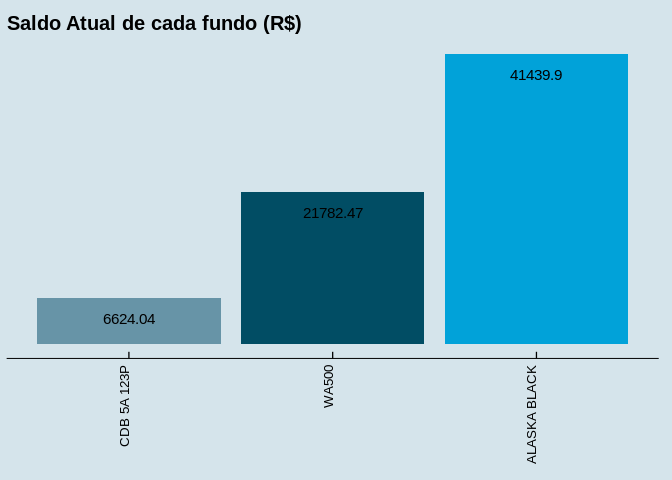 Saldo Atual de cada fundo (R$)
41439.9
21782.47
6624.04
CDB 5A 123P
WA500
ALASKA BLACK